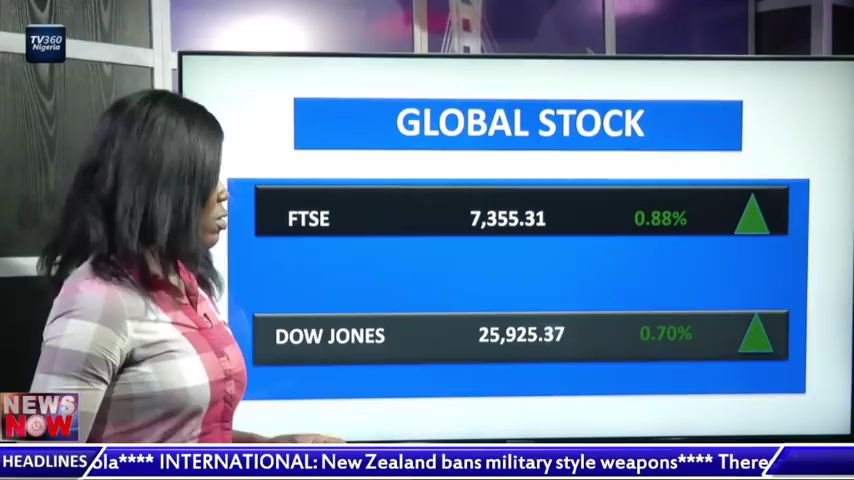 TV360
Nigeria
GLOBAL STOCK
FTSE 7,355.31 0.88%
DOW JONES 25,925.37 0.70%
NEWS
NOW
HEADLINES ola**** INTERNATIONAL: New Zealand bans military style weapons**** There